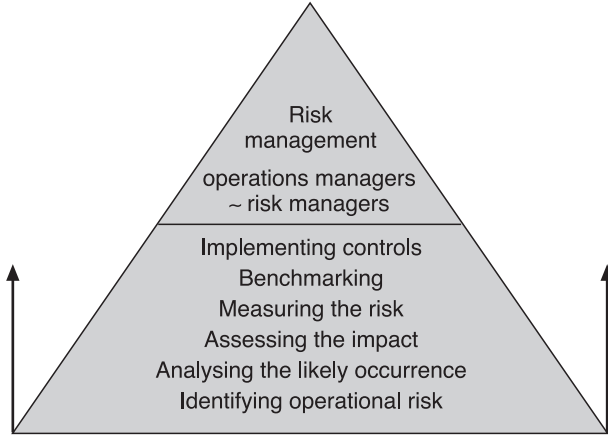 Risk
management
operations managers
~ risk managers
Implementing controls
Benchmarking
Measuring the risk
Assessing the impact
Analysing the likely occurrence
Identifying operational risk